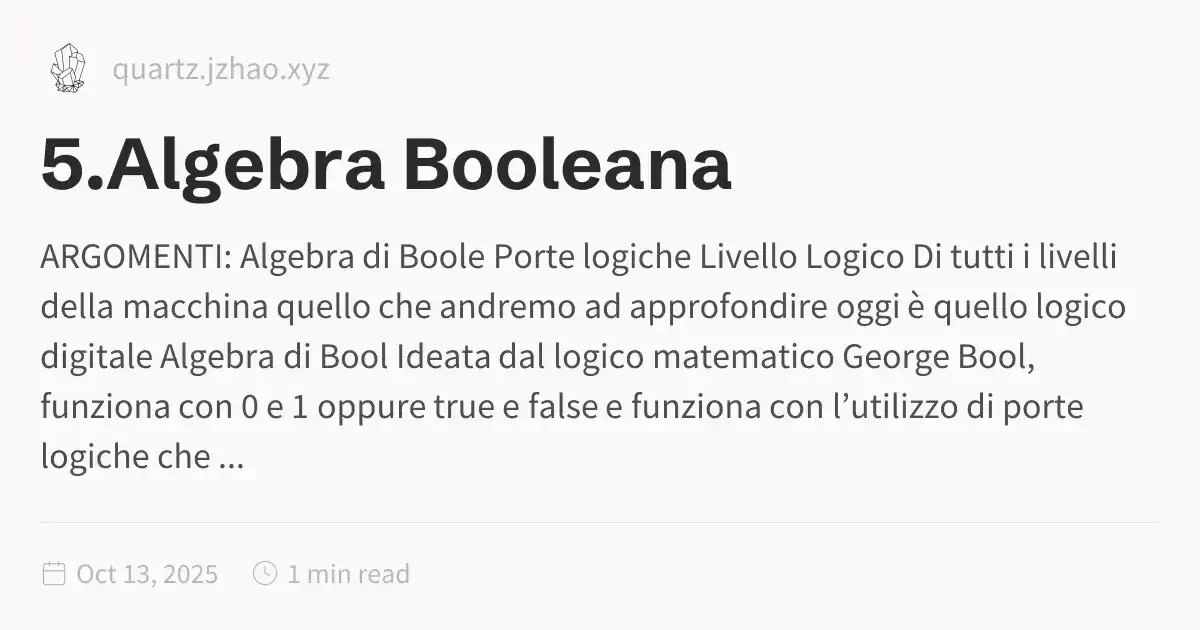 quartz.jzhao.xyz
5.Algebra Booleana
ARGOMENTI: Algebra di Boole Porte logiche Livello Logico Di tutti i livelli
della macchina quello che andremo ad approfondire oggi è quello logico
digitale Algebra di Bool Ideata dal logico matematico George Bool,
funziona con 0 e 1 oppure true e false e funziona con l’utilizzo di porte
logiche che ...
Oct 13, 2025 1 min read